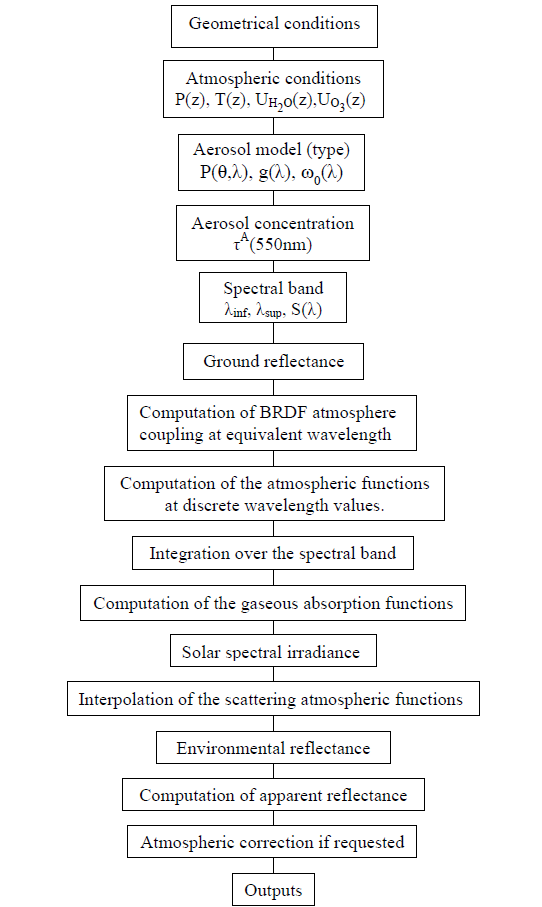 Geometrical conditions
Atmospheric conditions
P(z), T(z), U_H₂O(z),U_O₃(z)
Aerosol model (type)
P(θ,λ), g(λ), ω₀(λ)
Aerosol concentration
τᴬ(550nm)
Spectral band
λinf, λsup, S(λ)
Ground reflectance
Computation of BRDF atmosphere
coupling at equivalent wavelength
Computation of the atmospheric functions
at discrete wavelength values.
Integration over the spectral band
Computation of the gaseous absorption functions
Solar spectral irradiance
Interpolation of the scattering atmospheric functions
Environmental reflectance
Computation of apparent reflectance
Atmospheric correction if requested
Outputs